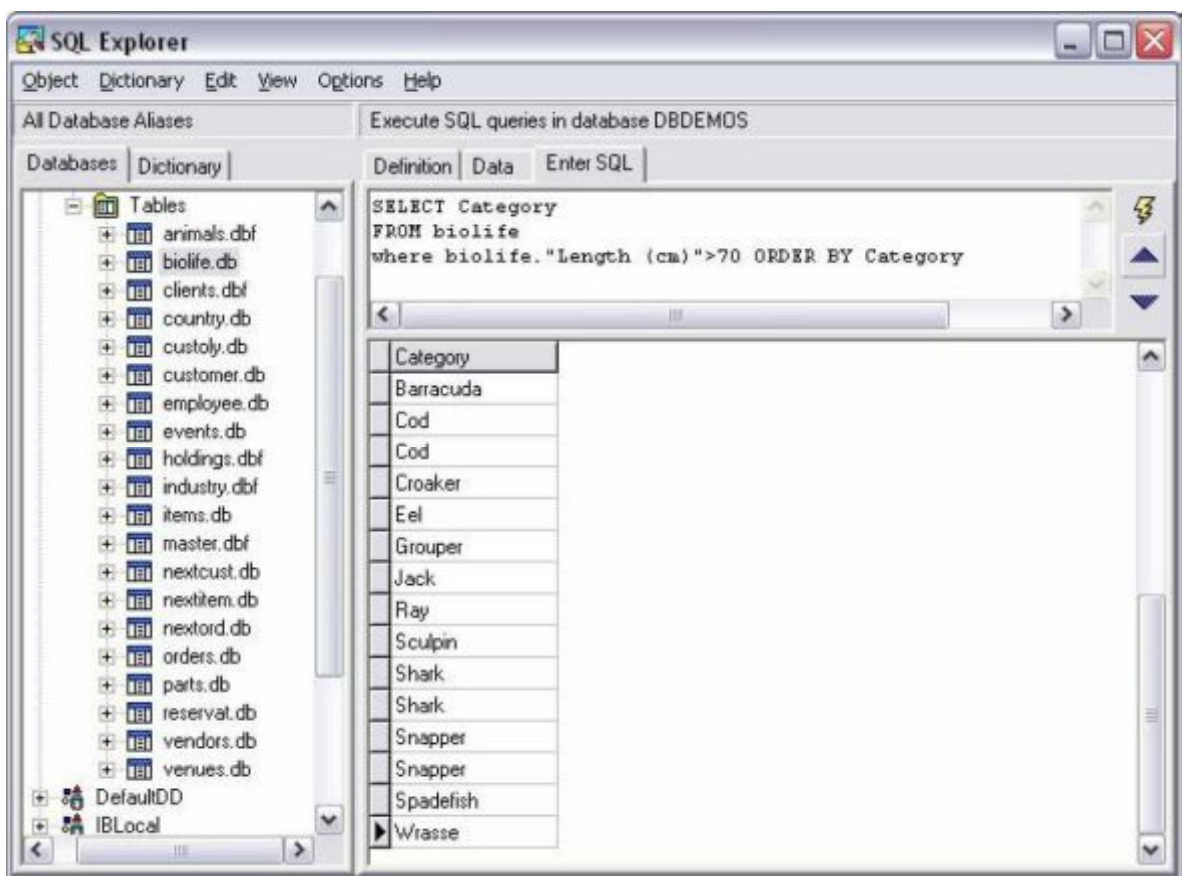 SQL Explorer
Object Dictionary Edit View Options Help
All Database Aliases
Execute SQL queries in database DBDEMOS
Databases Dictionary
Definition Data Enter SQL
Tables
animals.dbf
biolife.db
clients.dbf
country.db
custoly.db
customer.db
employee.db
events.db
holdings.dbf
industry.dbf
items.db
master.dbf
nextcust.db
nextitem.db
nextord.db
orders.db
parts.db
reservat.db
vendors.db
venues.db
DefaultDD
IBLocal
SELECT Category
FROM biolife
where biolife."Length (cm)">70 ORDER BY Category
Category
Barracuda
Cod
Cod
Croaker
Eel
Grouper
Jack
Ray
Sculpin
Shark
Shark
Snapper
Snapper
Spadefish
Wrasse